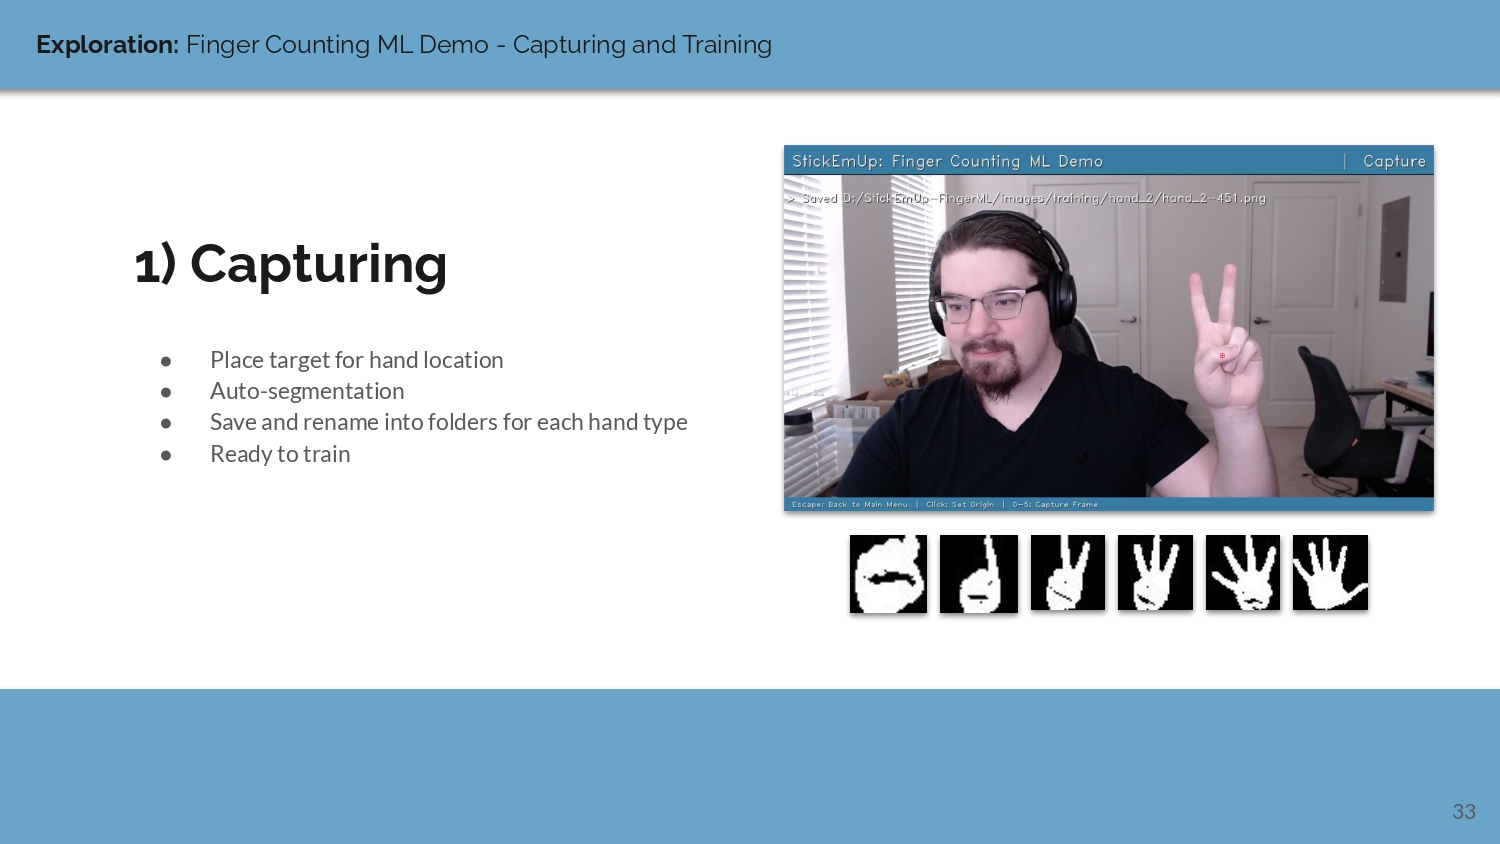 Exploration: Finger Counting ML Demo - Capturing and Training
1) Capturing
● Place target for hand location
● Auto-segmentation
● Save and rename into folders for each hand type
● Ready to train
StickEmUp: Finger Counting ML Demo | Capture
> Saved D:/StickEmUp-FingerML/images/training/hand_2/hand_2-451.png
Escape: Back to Main Menu | Click: Set Origin | 0-5: Capture Frame
33